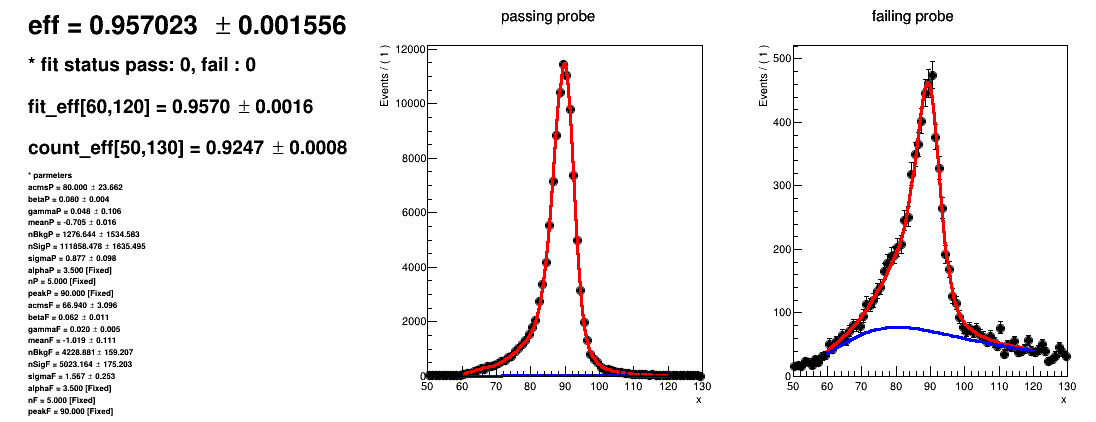 eff = 0.957023 ± 0.001556
* fit status pass: 0, fail : 0
fit_eff[60,120] = 0.9570 ± 0.0016
count_eff[50,130] = 0.9247 ± 0.0008
* parmeters
acmsP = 80.000 ± 23.662
betaP = 0.080 ± 0.004
gammaP = 0.048 ± 0.106
meanP = -0.705 ± 0.016
nBkgP = 1276.644 ± 1534.583
nSigP = 111858.478 ± 1635.495
sigmaP = 0.877 ± 0.098
alphaP = 3.500 [Fixed]
nP = 5.000 [Fixed]
peakP = 90.000 [Fixed]
acmsF = 66.940 ± 3.096
betaF = 0.062 ± 0.011
gammaF = 0.020 ± 0.005
meanF = -1.019 ± 0.111
nBkgF = 4228.881 ± 159.207
nSigF = 5023.164 ± 175.203
sigmaF = 1.567 ± 0.253
alphaF = 3.500 [Fixed]
nF = 5.000 [Fixed]
peakF = 90.000 [Fixed]
passing probe
Events / ( 1 )
12000
10000
8000
6000
4000
2000
0
50 60 70 80 90 100 110 120 130
x
failing probe
Events / ( 1 )
500
400
300
200
100
0
50 60 70 80 90 100 110 120 130
x